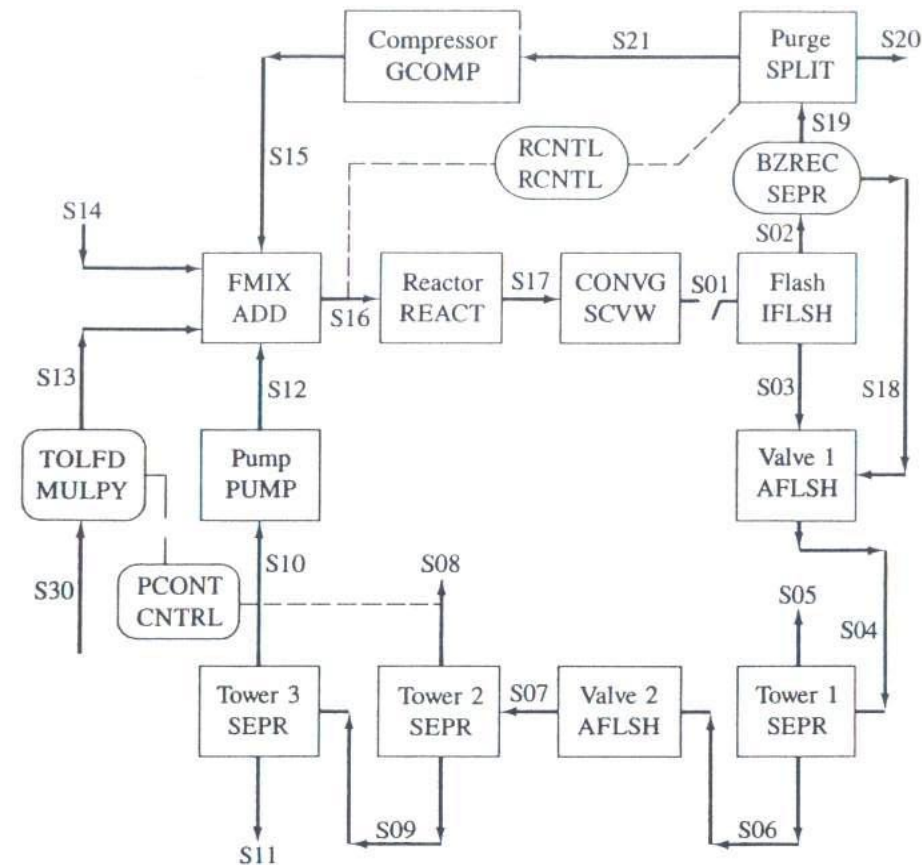 Compressor
GCOMP
S21
Purge
SPLIT
S20
S19
S15
RCNTL
RCNTL
BZREC
SEPR
S14
S02
FMIX
ADD
S16
Reactor
REACT
S17
CONVG
SCVW
S01
Flash
IFLSH
S13
S12
S03
S18
TOLFD
MULPY
Pump
PUMP
Valve 1
AFLSH
S30
PCONT
CNTRL
S10
S08
S05
S04
Tower 3
SEPR
Tower 2
SEPR
S07
Valve 2
AFLSH
Tower 1
SEPR
S11
S09
S06